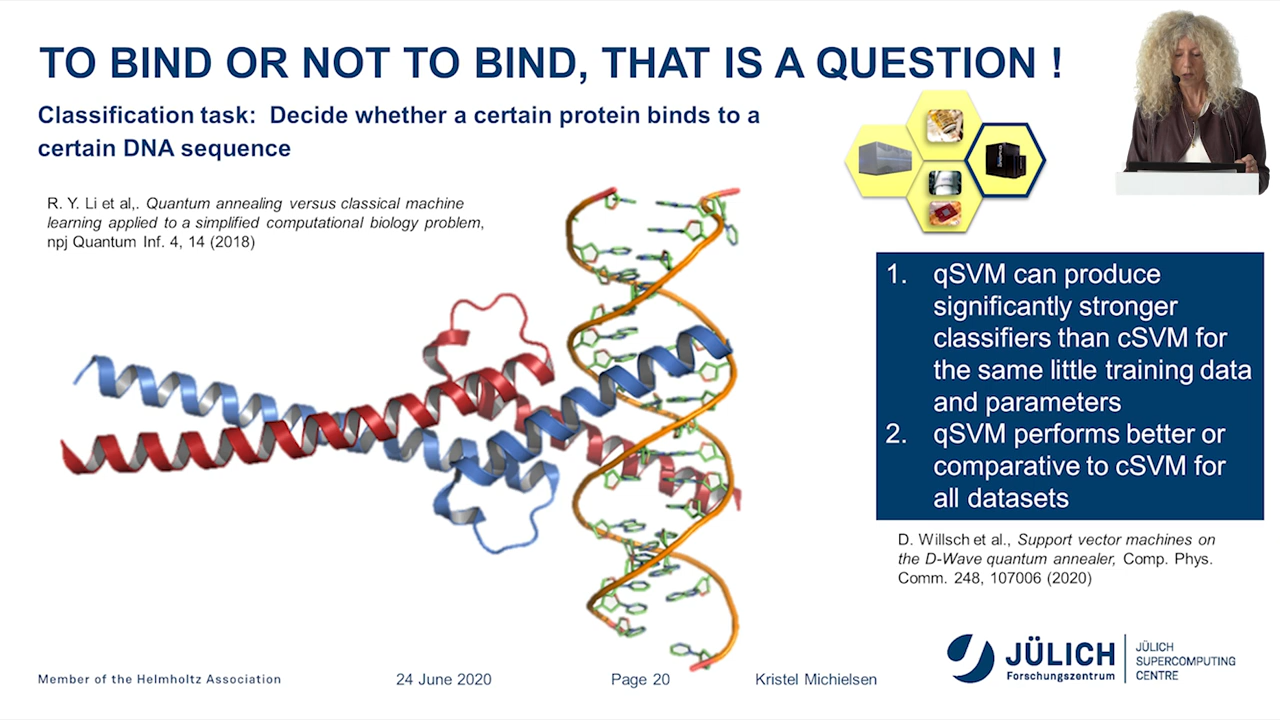 TO BIND OR NOT TO BIND, THAT IS A QUESTION !
Classification task:  Decide whether a certain protein binds to a
certain DNA sequence
R. Y. Li et al,. Quantum annealing versus classical machine
learning applied to a simplified computational biology problem,
npj Quantum Inf. 4, 14 (2018)
1. qSVM can produce
significantly stronger
classifiers than cSVM for
the same little training data
and parameters
2. qSVM performs better or
comparative to cSVM for
all datasets
D. Willsch et al., Support vector machines on
the D-Wave quantum annealer, Comp. Phys.
Comm. 248, 107006 (2020)
Member of the Helmholtz Association
24 June 2020
Page 20
Kristel Michielsen
JÜLICH
Forschungszentrum
JÜLICH
SUPERCOMPUTING
CENTRE